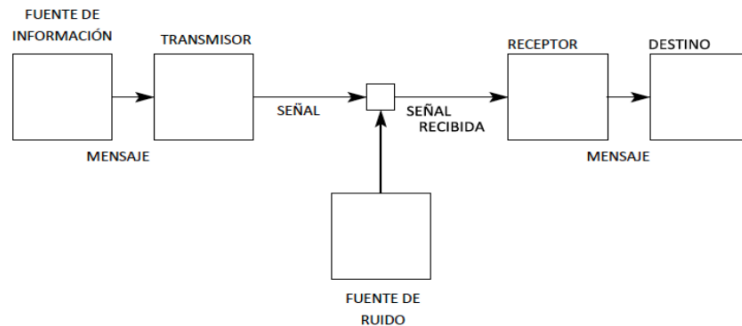 FUENTE DE
INFORMACIÓN
TRANSMISOR
RECEPTOR
DESTINO
SEÑAL
SEÑAL
RECIBIDA
MENSAJE
MENSAJE
FUENTE DE
RUIDO